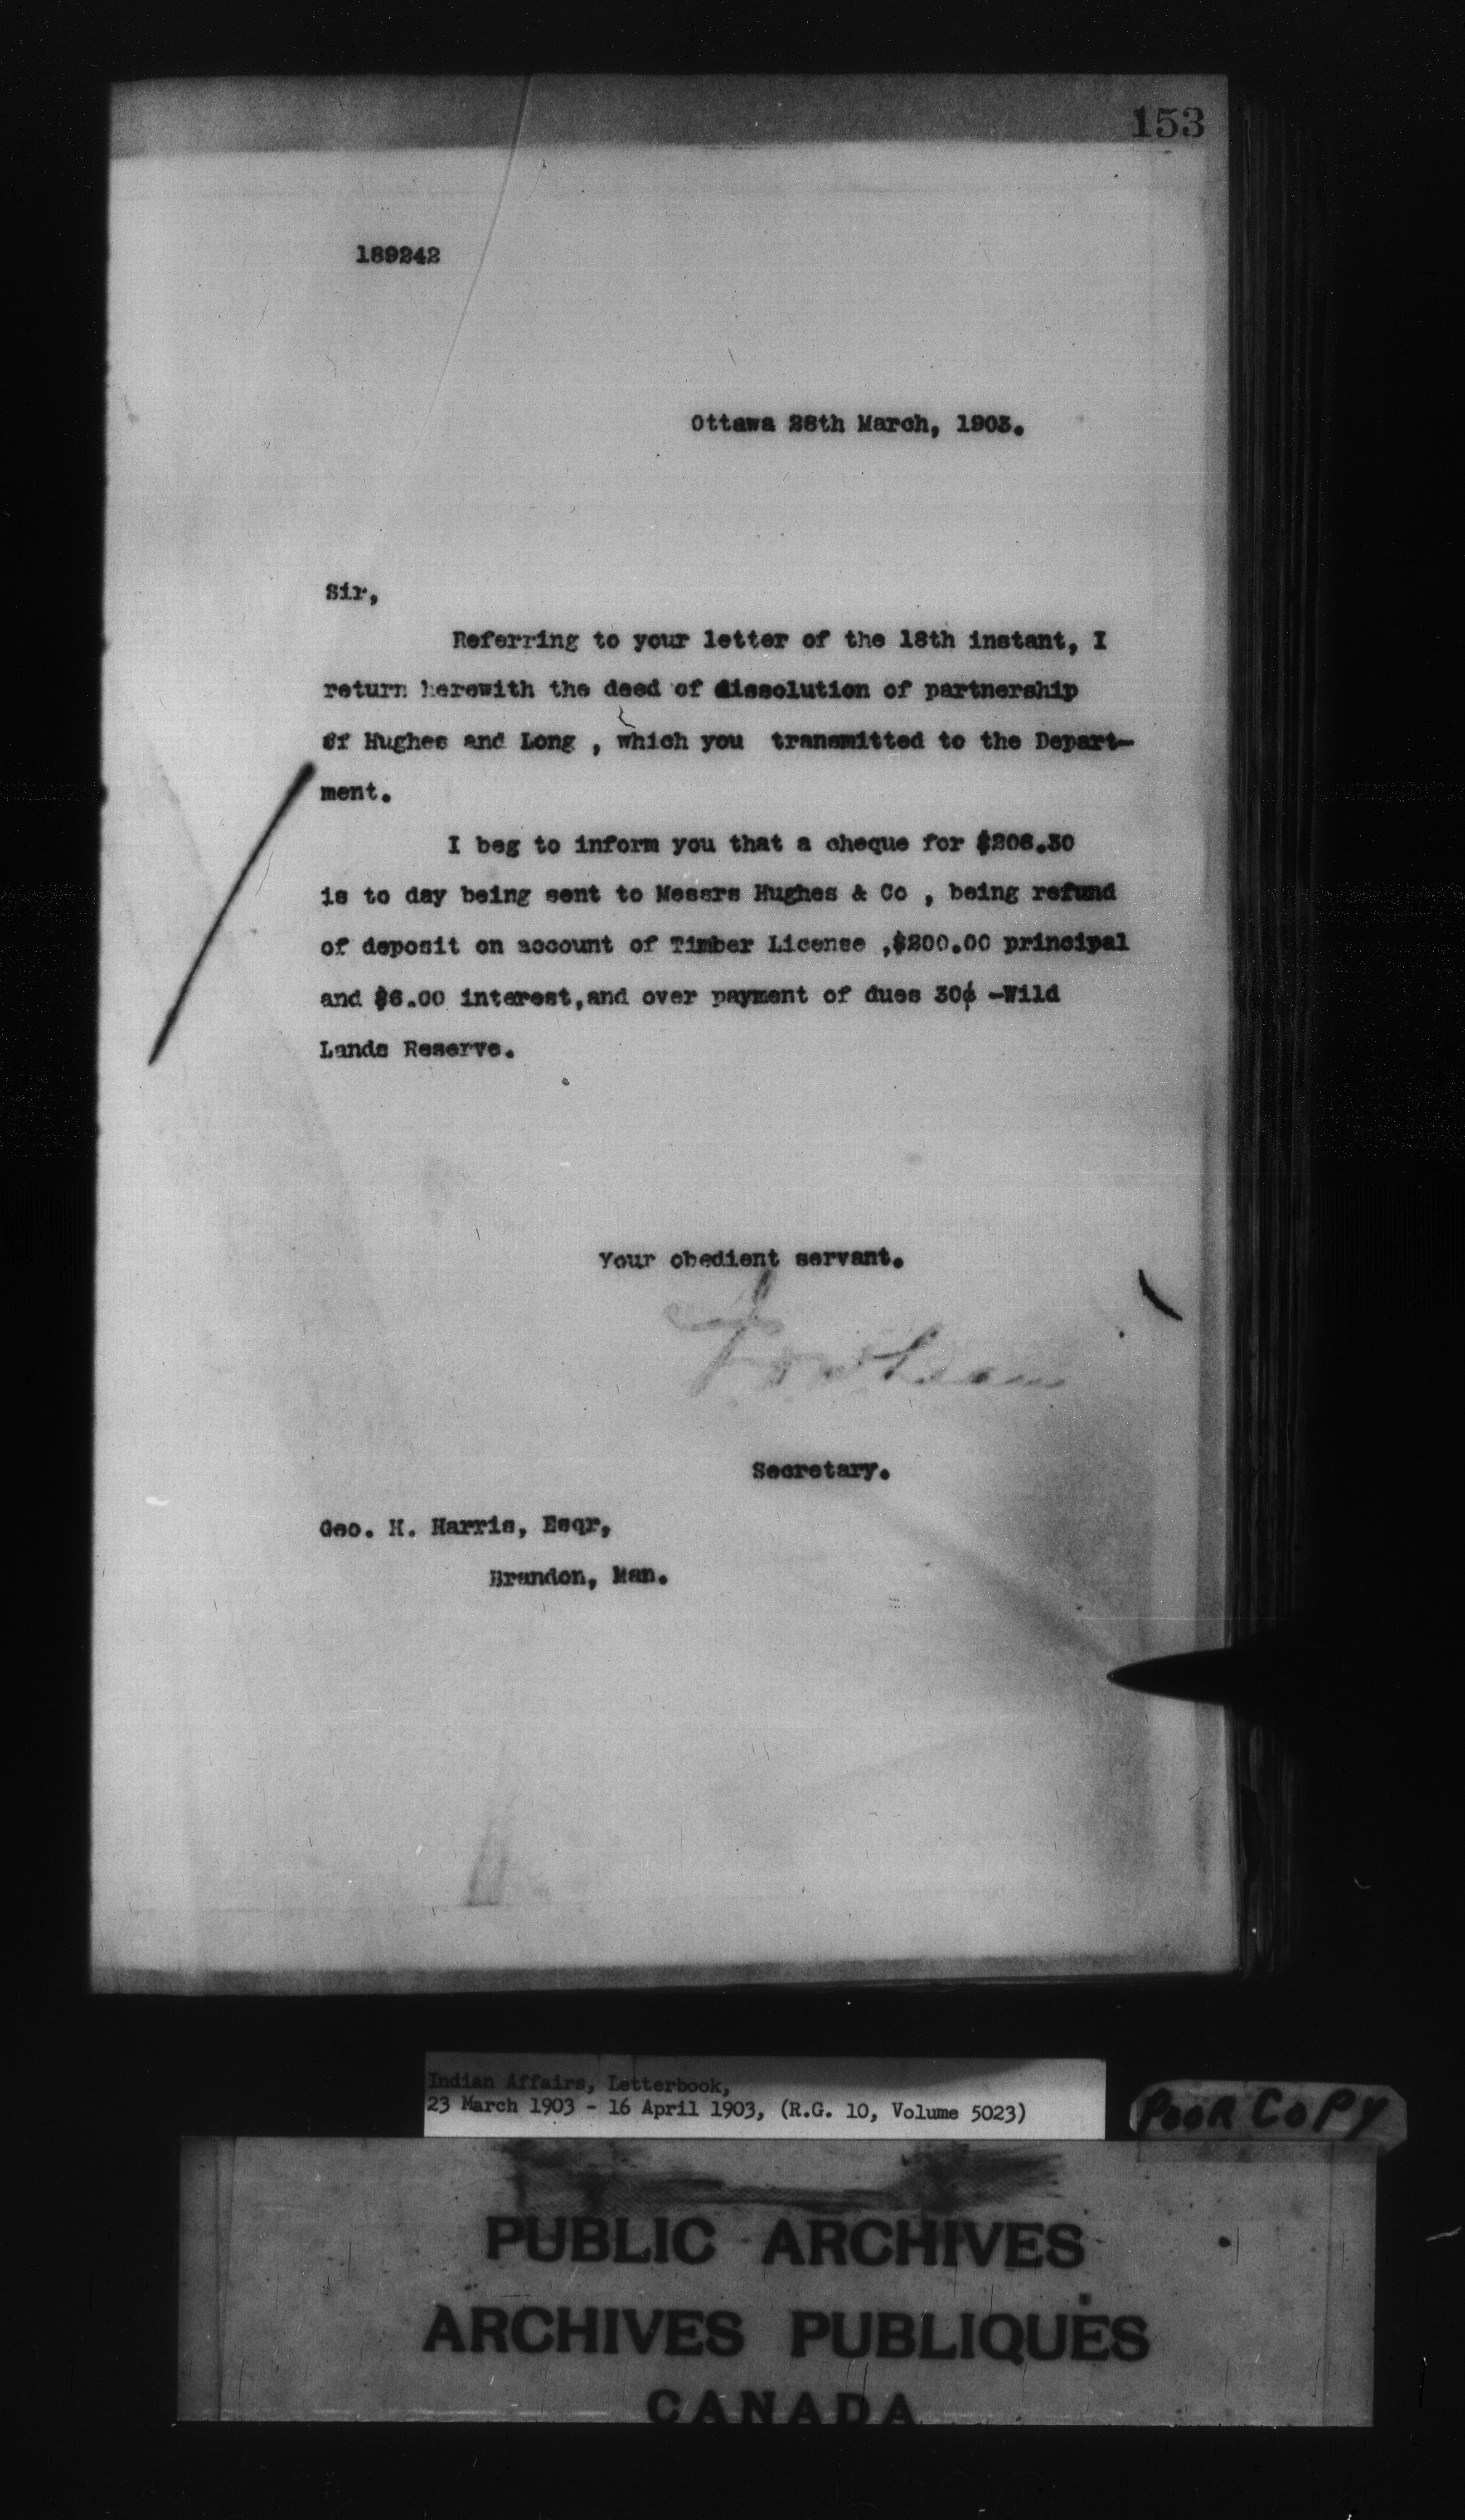 153
189242
Ottawa 28th March, 1903.
Sir,
Referring to your letter of the 18th instant, I
return herewith the deed of dissolution of partnership
of Hughes and Long , which you transmitted to the Depart-
ment.
I beg to inform you that a cheque for $206.30
is to day being sent to Messrs Hughes & Co , being refund
of deposit on account of Timber License ,$200.00 principal
and $6.00 interest,and over payment of dues 30¢ -Wild
Lands Reserve.
Your obedient servant.
Secretary.
Geo. H. Harris, Esqr,
Brandon, Man.
Indian Affairs, Letterbook,
23 March 1903 - 16 April 1903, (R.G. 10, Volume 5023)
POOR COPY
PUBLIC ARCHIVES
ARCHIVES PUBLIQUES
CANADA